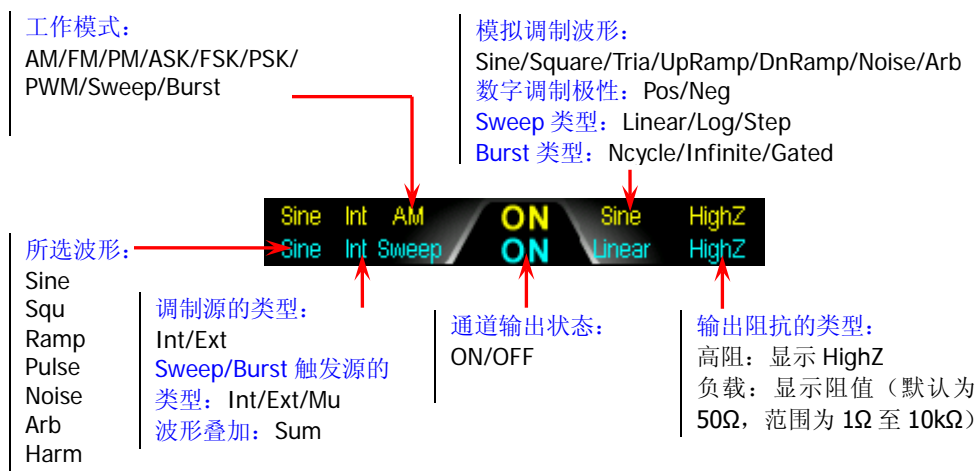 工作模式：
AM/FM/PM/ASK/FSK/PSK/
PWM/Sweep/Burst
模拟调制波形：
Sine/Square/Tria/UpRamp/DnRamp/Noise/Arb
数字调制极性：Pos/Neg
Sweep 类型：Linear/Log/Step
Burst 类型：Ncycle/Infinite/Gated
Sine Int AM ON Sine HighZ
Sine Int Sweep ON Linear HighZ
所选波形：
Sine
Squ
Ramp
Pulse
Noise
Arb
Harm
调制源的类型：
Int/Ext
Sweep/Burst 触发源的
类型：Int/Ext/Mu
波形叠加：Sum
通道输出状态：
ON/OFF
输出阻抗的类型：
高阻：显示 HighZ
负载：显示阻值（默认为
50Ω，范围为 1Ω 至 10kΩ）